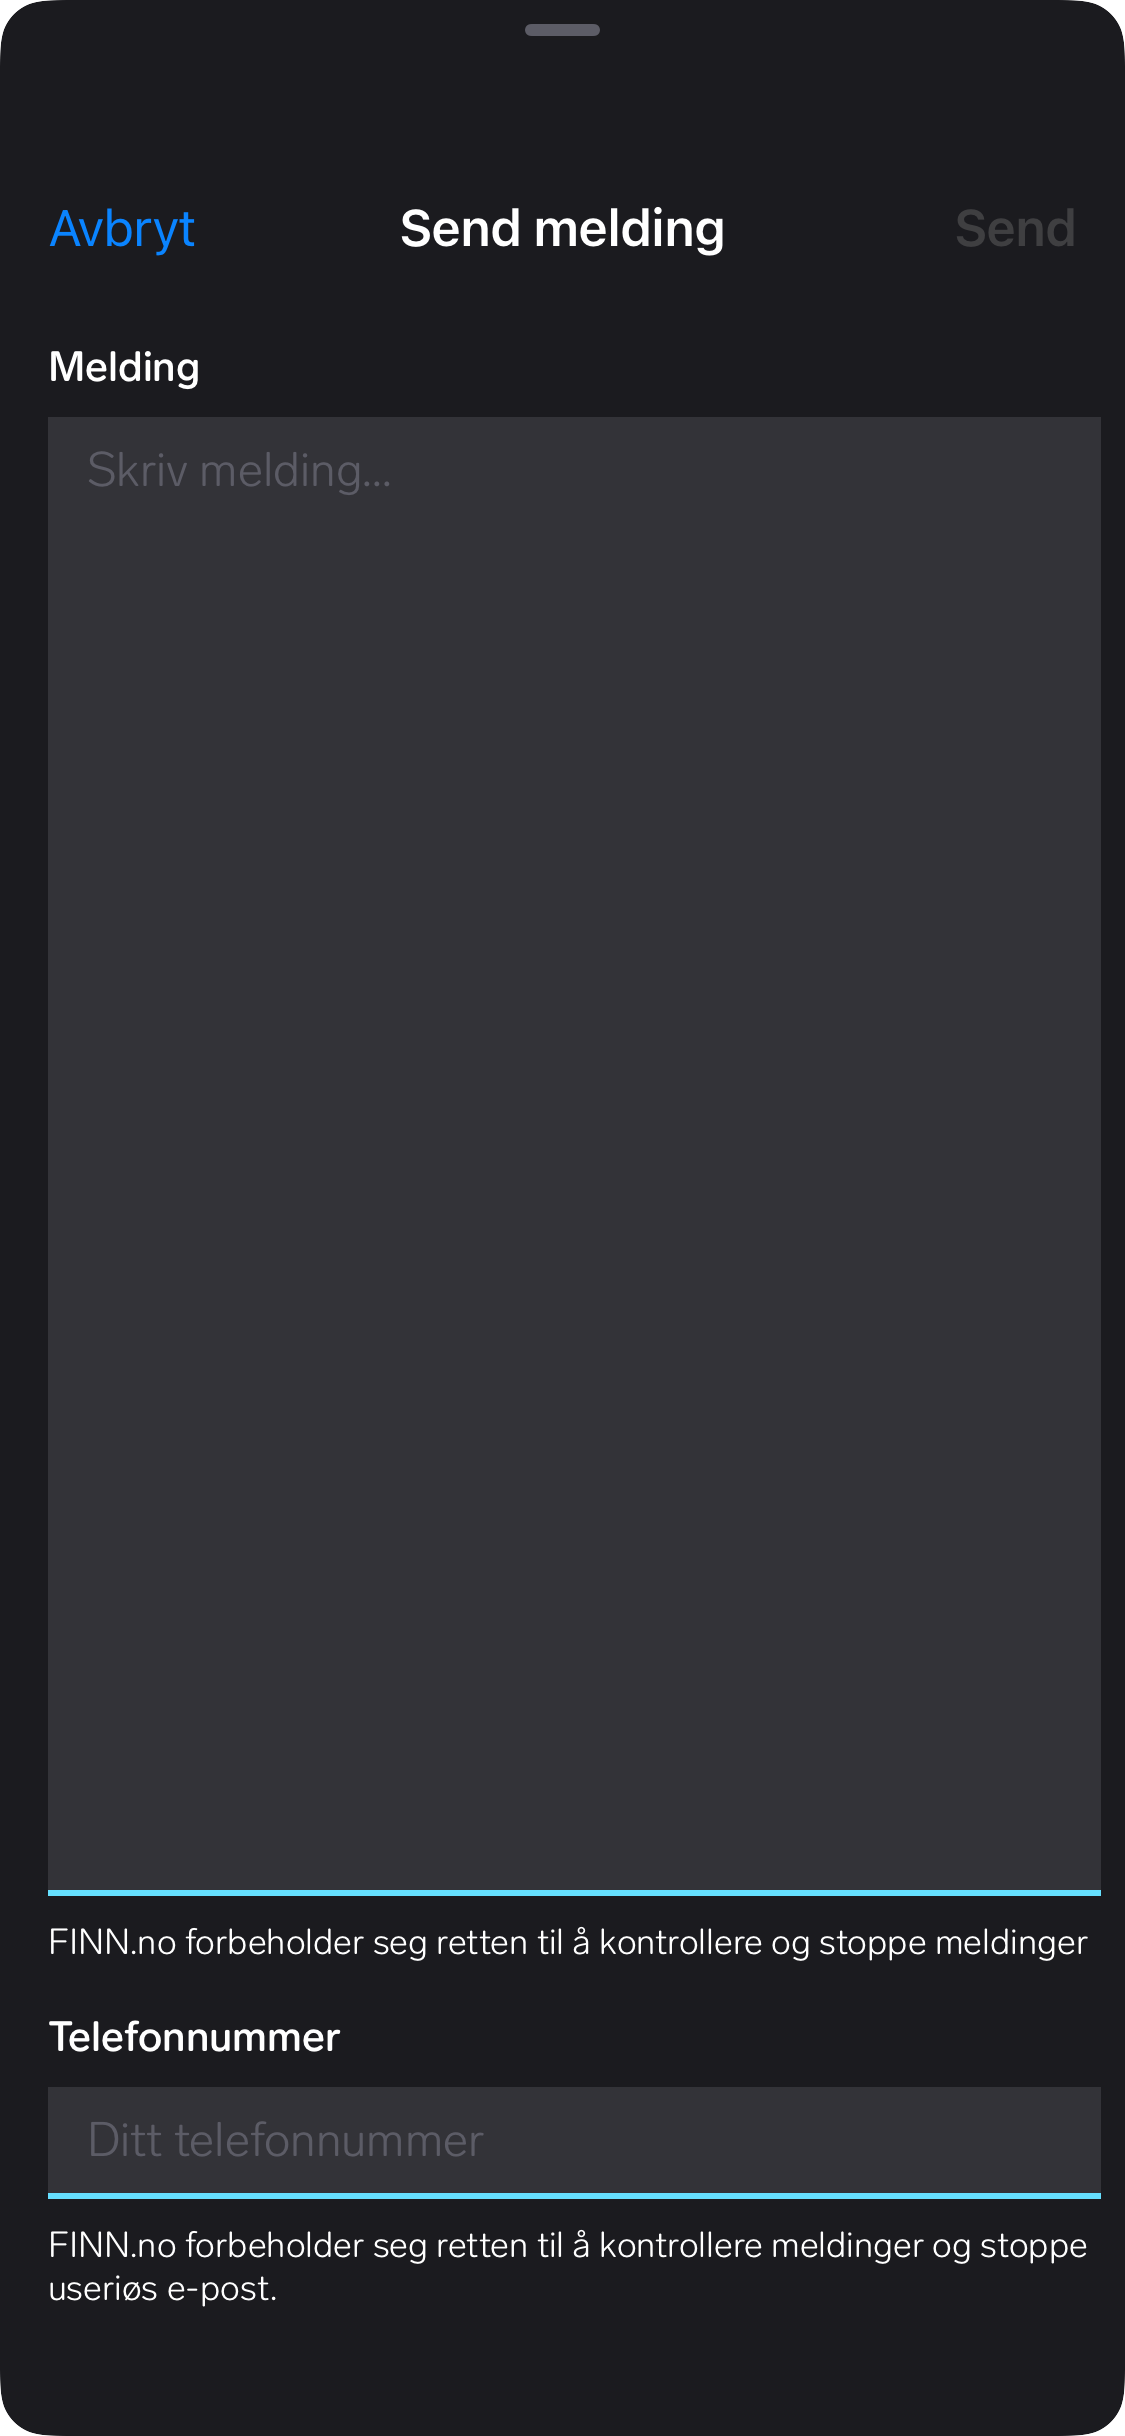 Avbryt Send melding Send
Melding
Skriv melding...
FINN.no forbeholder seg retten til å kontrollere og stoppe meldinger
Telefonnummer
Ditt telefonnummer
FINN.no forbeholder seg retten til å kontrollere meldinger og stoppe
useriøs e-post.